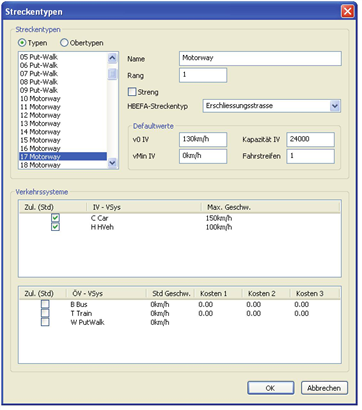 Streckentypen
Streckentypen
Typen Obertypen
05 Put-Walk
06 Put-Walk
07 Put-Walk
08 Put-Walk
09 Put-Walk
10 Motorway
11 Motorway
12 Motorway
13 Motorway
14 Motorway
15 Motorway
16 Motorway
17 Motorway
18 Motorway
Name Motorway
Rang 1
Streng
HBEFA-Streckentyp Erschliessungsstrasse
Defaultwerte
v0 IV 130km/h Kapazität IV 24000
vMin IV 0km/h Fahrstreifen 1
Verkehrssysteme
Zul. (Std) IV - VSys Max. Geschw.
C Car 150km/h
H HVeh 100km/h
Zul. (Std) ÖV - VSys Std Geschw. Kosten 1 Kosten 2 Kosten 3
B Bus 0km/h 0.00 0.00 0.00
T Train 0km/h 0.00 0.00 0.00
W PutWalk 0km/h
OK Abbrechen